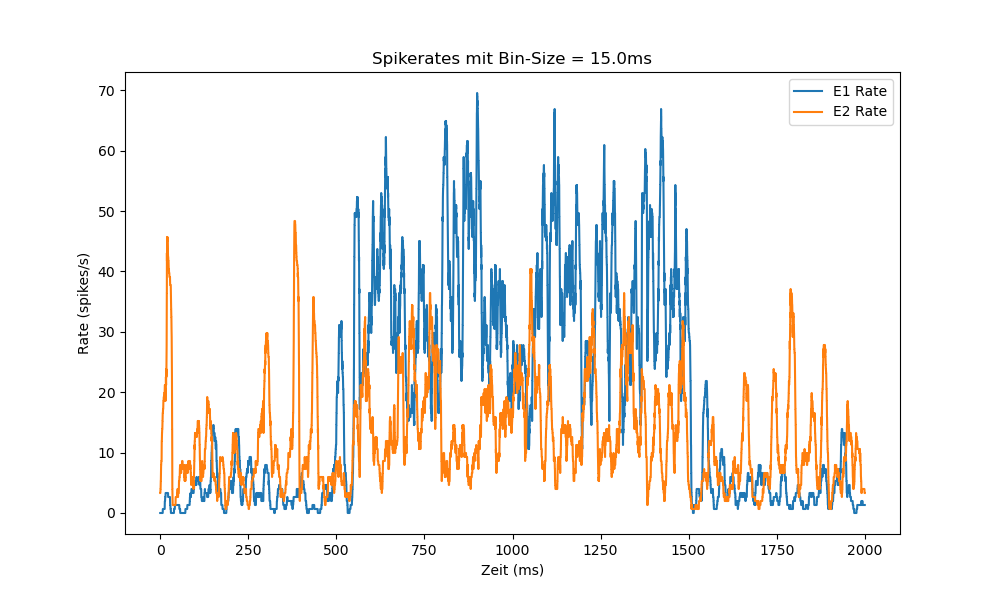 Spikerates mit Bin-Size = 15.0ms
E1 Rate
E2 Rate
Rate (spikes/s)
70
60
50
40
30
20
10
0
0 250 500 750 1000 1250 1500 1750 2000
Zeit (ms)